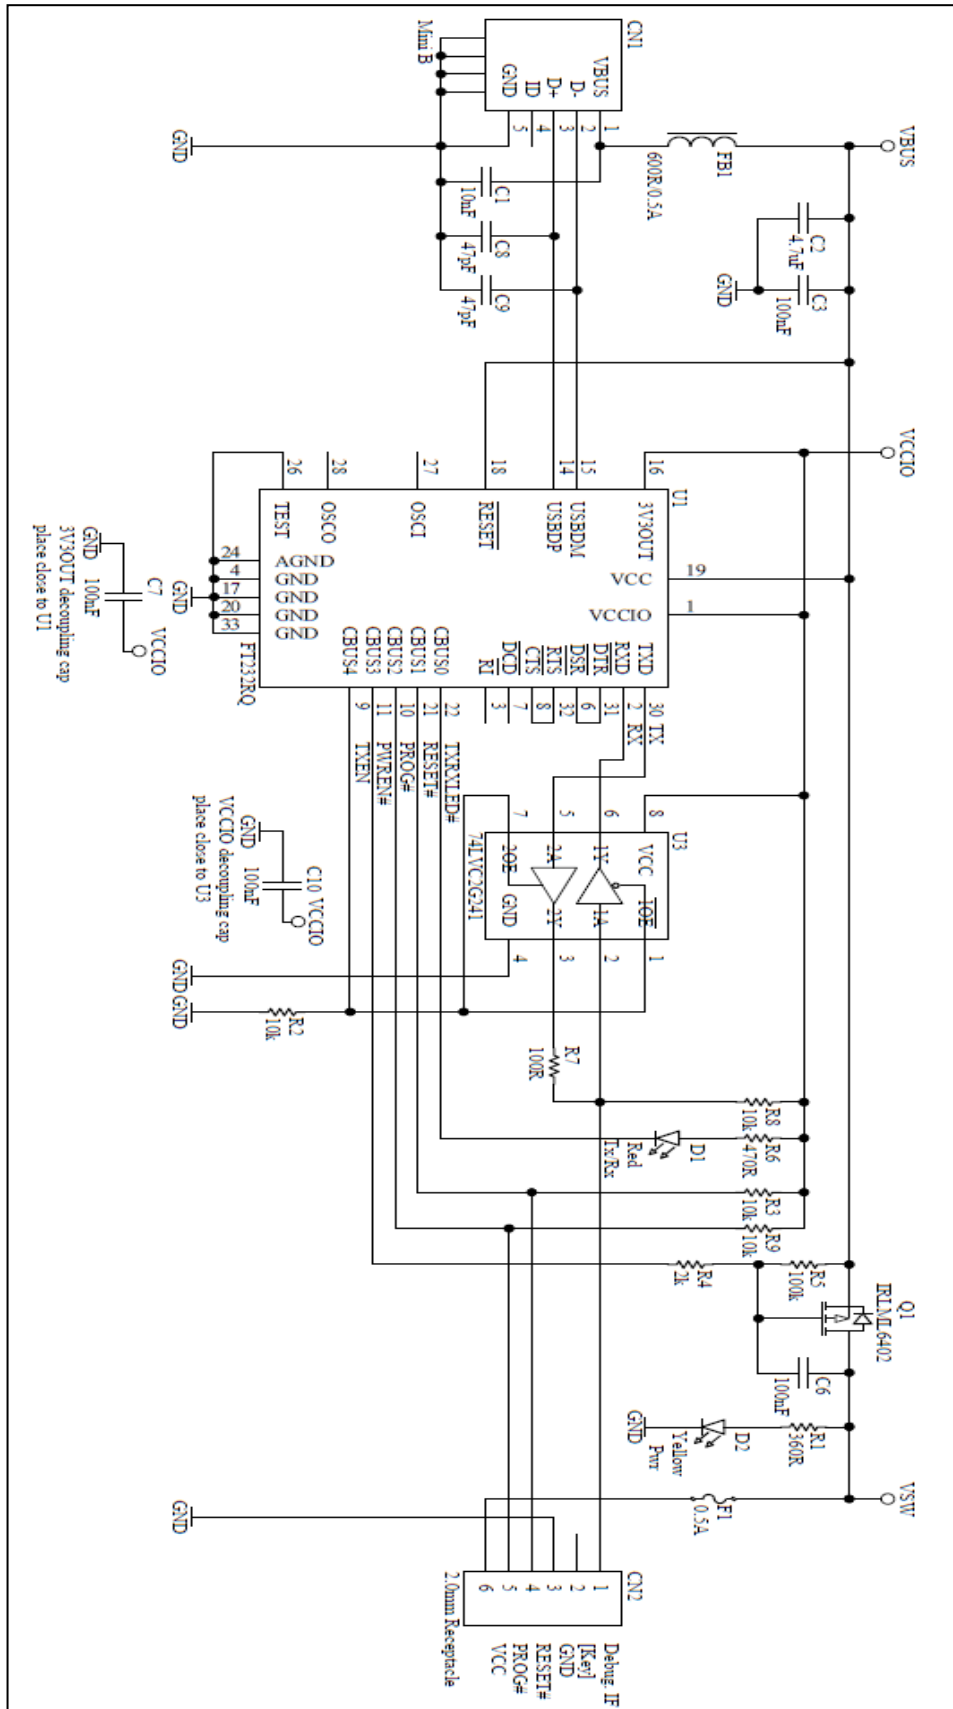 CN1
VBUS
D-
D+
ID
GND
Mini B
1
2
3
4
5
FB1
600R/0.5A
VBUS
C1
10nF
C8
47pF
C9
47pF
GND
C2
4.7uF
C3
100nF
GND
VCCIO
U1
16
15
14
18
27
28
26
3V3OUT
USBDM
USBDP
RESET
OSCI
OSCO
TEST
19
VCC
1
VCCIO
24
AGND
4
GND
17
GND
20
GND
33
GND
FT232RQ
GND
TXD
RXD
DTR
DSR
RTS
CTS
DCD
RI
CBUS0
CBUS1
CBUS2
CBUS3
CBUS4
30 TX
2 RX
31
6
32
8
7
3
22 TXRXLED#
21 RESET#
10 PROG#
11 PWREN#
9 TXEN
C7 VCCIO
GND 100nF
3V3OUT decoupling cap
place close to U1
U3
8
6
5
7
VCC
1Y
2A
2OE
1OE
1A
2Y
GND
1
2
3
4
74LVC2G241
C10 VCCIO
GND 100nF
VCCIO decoupling cap
place close to U3
GND
GND
R2
10k
R7
100R
R8
10k
R6
470R
D1
Red
Tx/Rx
R3
10k
R9
10k
R4
2k
R5
100k
Q1
IRLML6402
C6
100nF
R1
360R
D2
Yellow
Pwr
GND
VSW
F1
0.5A
GND
CN2
1
2
3
4
5
6
2.0mm Receptacle
Debug. IF
[Key]
GND
RESET#
PROG#
VCC